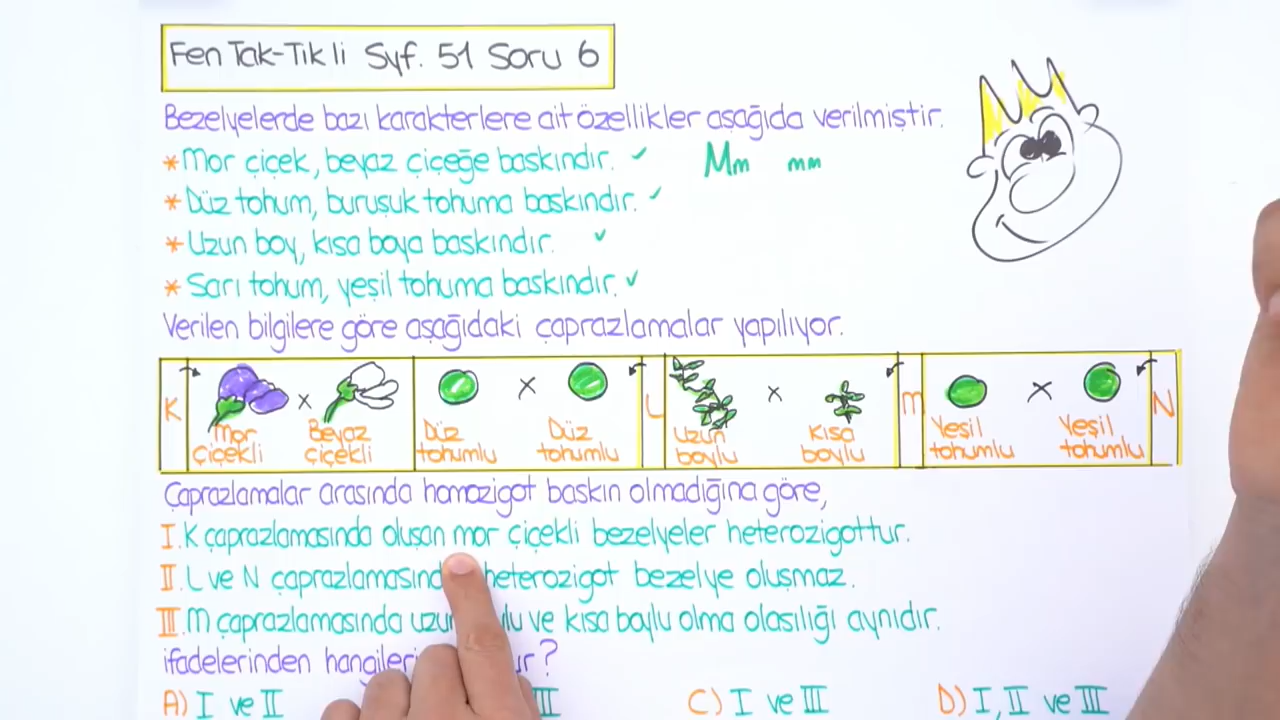 Fen Tak-Tikli Syf. 51 Soru 6
Bezelyelerde bazı karakterlere ait özellikler aşağıda verilmiştir.
* Mor çiçek, beyaz çiçeğe baskındır. Mm mm
* Düz tohum, buruşuk tohuma baskındır.
* Uzun boy, kısa boya baskındır.
* Sarı tohum, yeşil tohuma baskındır.
Verilen bilgilere göre aşağıdaki çaprazlamalar yapılıyor.
K Mor çiçekli x Beyaz çiçekli
Düz tohumlu x Düz tohumlu L
Uzun boylu x Kısa boylu M
Yeşil tohumlu x Yeşil tohumlu N
Çaprazlamalar arasında homozigot baskın olmadığına göre,
I. K çaprazlamasında oluşan mor çiçekli bezelyeler heterozigottur.
II. L ve N heterozigot bezelye oluşmaz.
III. M çaprazlamasında ve kısa boylu olma olasılığı aynıdır.
ifadelerinden ?
A) I ve II III C) I ve III D) I, II ve III